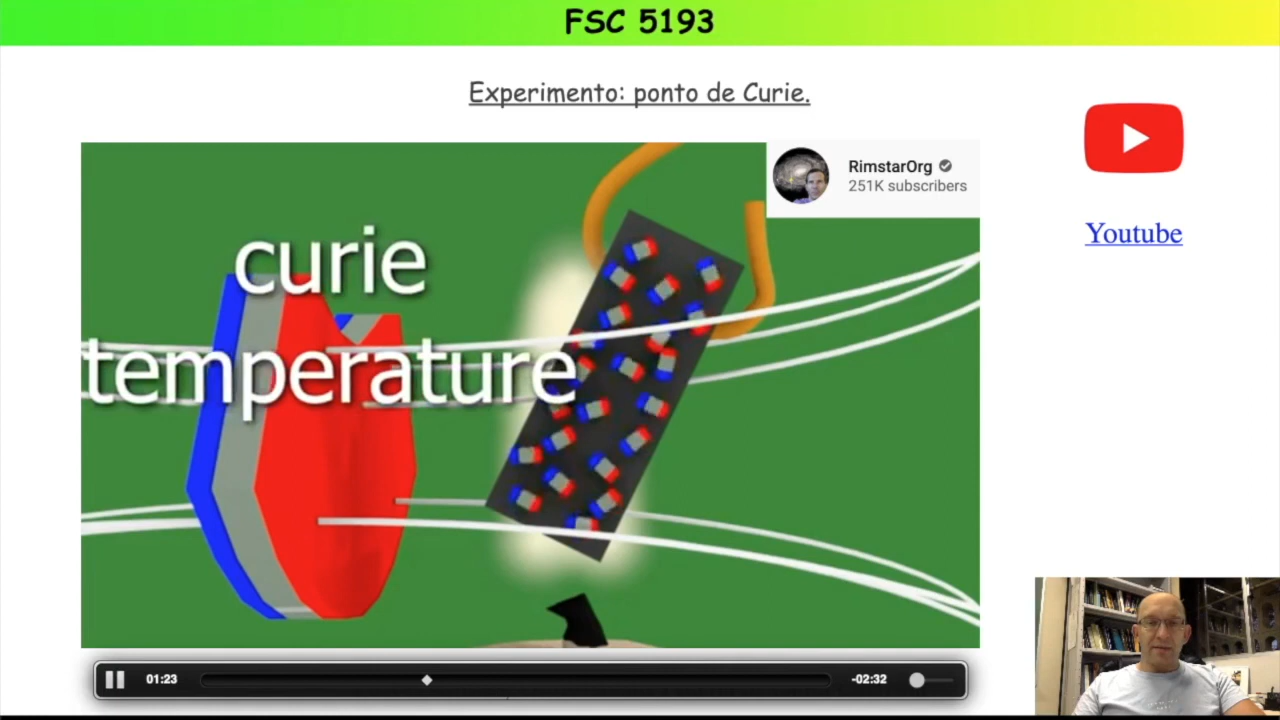 FSC 5193
Experimento: ponto de Curie.
RimstarOrg
251K subscribers
curie
temperature
Youtube
01:23
-02:32